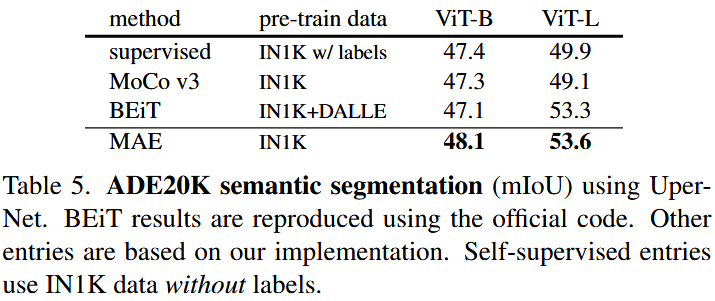 method pre-train data ViT-B ViT-L
supervised IN1K w/ labels 47.4 49.9
MoCo v3 IN1K 47.3 49.1
BEiT IN1K+DALLE 47.1 53.3
MAE IN1K 48.1 53.6
Table 5. ADE20K semantic segmentation (mIoU) using Uper-
Net. BEiT results are reproduced using the official code. Other
entries are based on our implementation. Self-supervised entries
use IN1K data without labels.